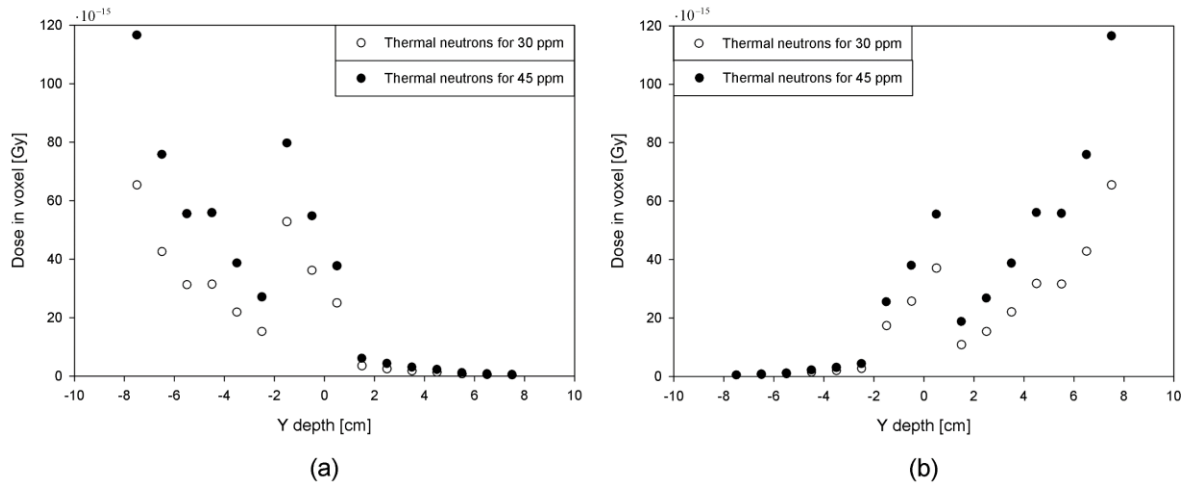 ·10⁻¹⁵
120
100
80
60
40
20
0
Dose in voxel [Gy]
-10 -8 -6 -4 -2 0 2 4 6 8 10
Y depth [cm]
Thermal neutrons for 30 ppm
Thermal neutrons for 45 ppm
(a)
·10⁻¹⁵
120
100
80
60
40
20
0
Dose in voxel [Gy]
-10 -8 -6 -4 -2 0 2 4 6 8 10
Y depth [cm]
Thermal neutrons for 30 ppm
Thermal neutrons for 45 ppm
(b)